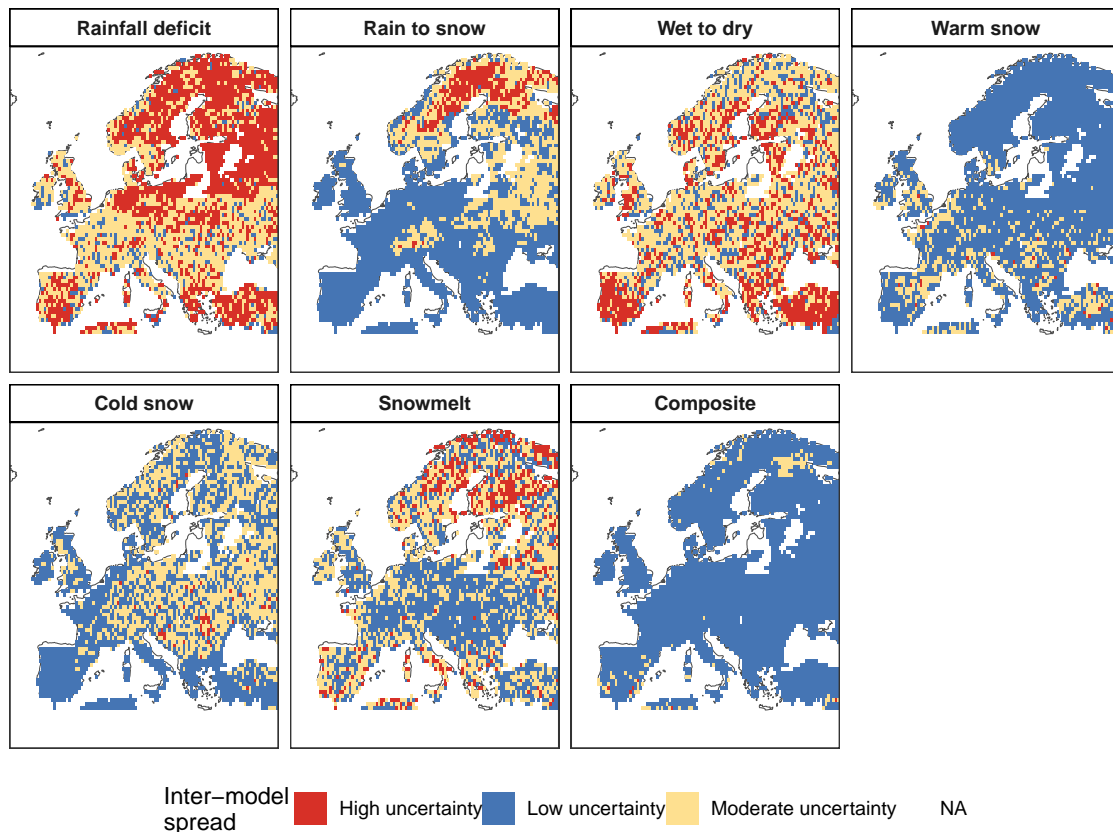 Rainfall deficit
Rain to snow
Wet to dry
Warm snow
Cold snow
Snowmelt
Composite
Inter−model
spread
High uncertainty
Low uncertainty
Moderate uncertainty
NA